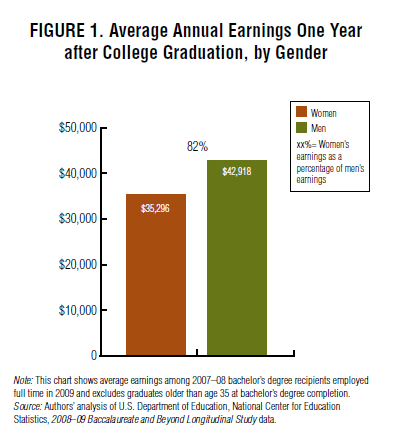 FIGURE 1. Average Annual Earnings One Year
after College Graduation, by Gender
Women
Men
xx%= Women's
earnings as a
percentage of men's
earnings
$50,000
82%
$40,000
$42,918
$35,296
$30,000
$20,000
$10,000
0
Note: This chart shows average earnings among 2007–08 bachelor's degree recipients employed
full time in 2009 and excludes graduates older than age 35 at bachelor's degree completion.
Source: Authors' analysis of U.S. Department of Education, National Center for Education
Statistics, 2008–09 Baccalaureate and Beyond Longitudinal Study data.